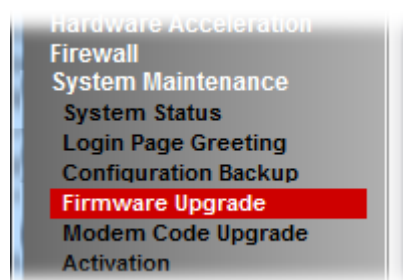 Hardware Acceleration
Firewall
System Maintenance
System Status
Login Page Greeting
Configuration Backup
Firmware Upgrade
Modem Code Upgrade
Activation